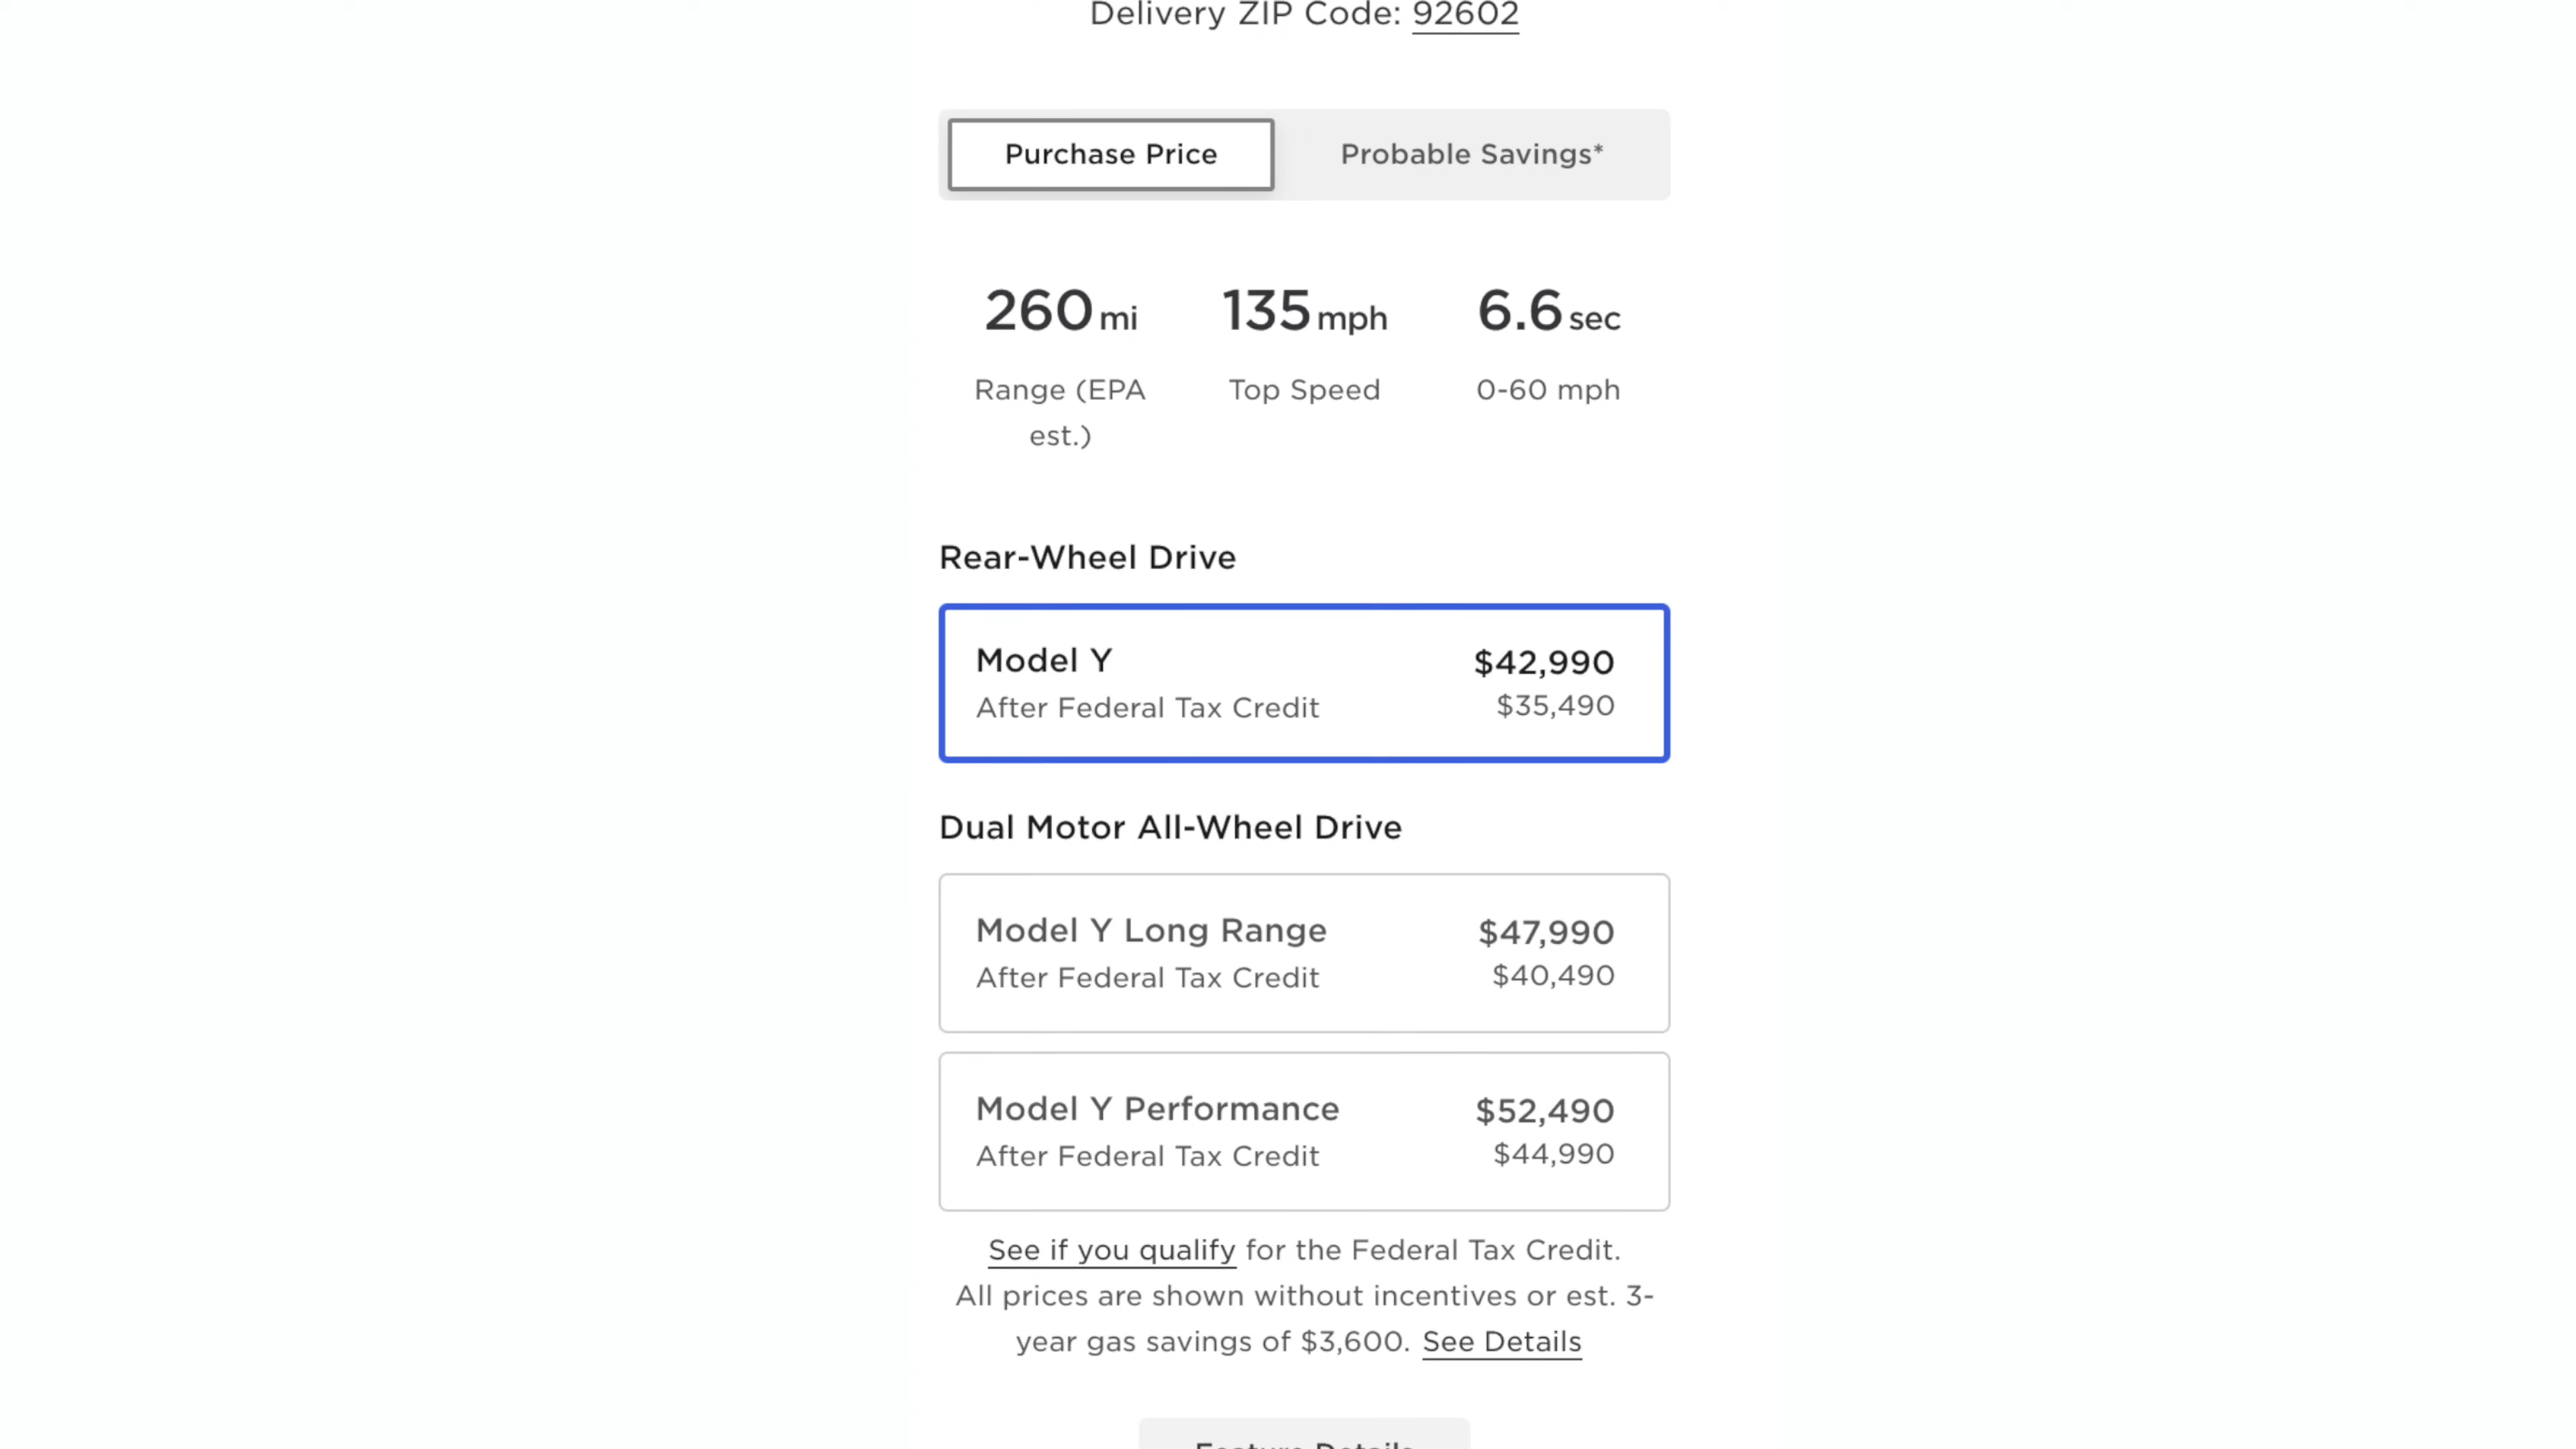 Delivery ZIP Code: 92602
Purchase Price
Probable Savings*
260 mi
135 mph
6.6 sec
Range (EPA
est.)
Top Speed
0-60 mph
Rear-Wheel Drive
Model Y
$42,990
After Federal Tax Credit
$35,490
Dual Motor All-Wheel Drive
Model Y Long Range
$47,990
After Federal Tax Credit
$40,490
Model Y Performance
$52,490
After Federal Tax Credit
$44,990
See if you qualify for the Federal Tax Credit.
All prices are shown without incentives or est. 3-
year gas savings of $3,600. See Details
Feature Details